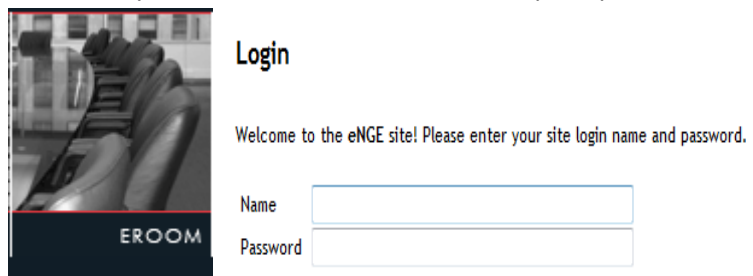 Login
Welcome to the eNGE site! Please enter your site login name and password.
Name
Password
EROOM